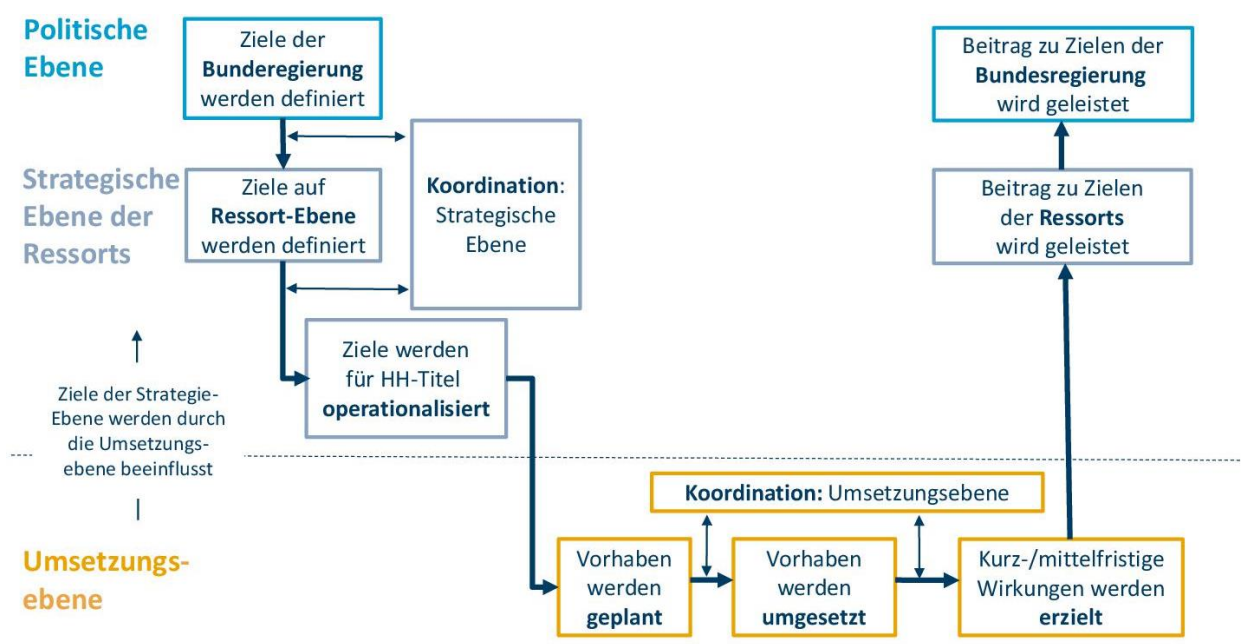 Politische
Ebene
Ziele der
Bunderegierung
werden definiert
Beitrag zu Zielen der
Bundesregierung
wird geleistet
Strategische
Ebene der
Ressorts
Ziele auf
Ressort-Ebene
werden definiert
Koordination:
Strategische
Ebene
Beitrag zu Zielen
der Ressorts
wird geleistet
Ziele werden
für HH-Titel
operationalisiert
Ziele der Strategie-
Ebene werden durch
die Umsetzungs-
ebene beeinflusst
Koordination: Umsetzungsebene
Umsetzungs-
ebene
Vorhaben
werden
geplant
Vorhaben
werden
umgesetzt
Kurz-/mittelfristige
Wirkungen werden
erzielt